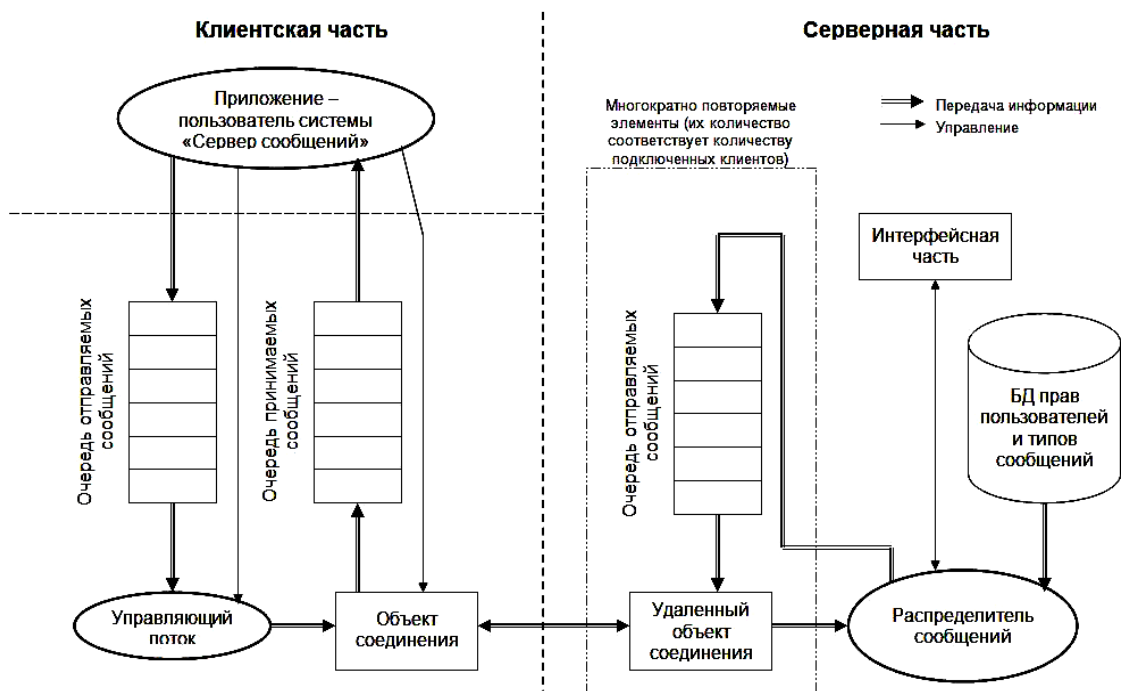 Клиентская часть
Серверная часть
Приложение –
пользователь системы
«Сервер сообщений»
Многократно повторяемые
элементы (их количество
соответствует количеству
подключенных клиентов)
Передача информации
Управление
Интерфейсная
часть
Очередь отправляемых
сообщений
Очередь принимаемых
сообщений
Очередь отправляемых
сообщений
БД прав
пользователей
и типов
сообщений
Управляющий
поток
Объект
соединения
Удаленный
объект
соединения
Распределитель
сообщений